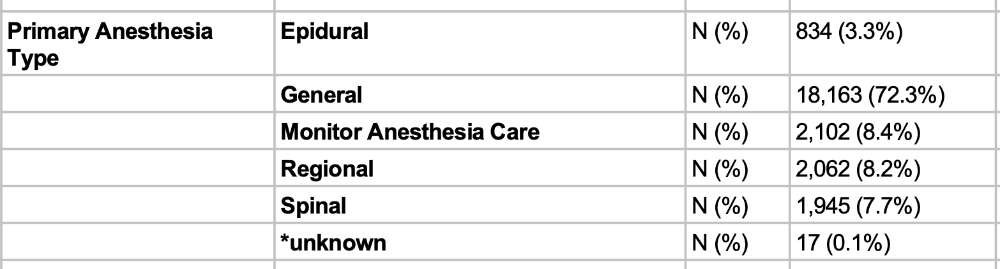 Primary Anesthesia Type Epidural N (%) 834 (3.3%)
General N (%) 18,163 (72.3%)
Monitor Anesthesia Care N (%) 2,102 (8.4%)
Regional N (%) 2,062 (8.2%)
Spinal N (%) 1,945 (7.7%)
*unknown N (%) 17 (0.1%)